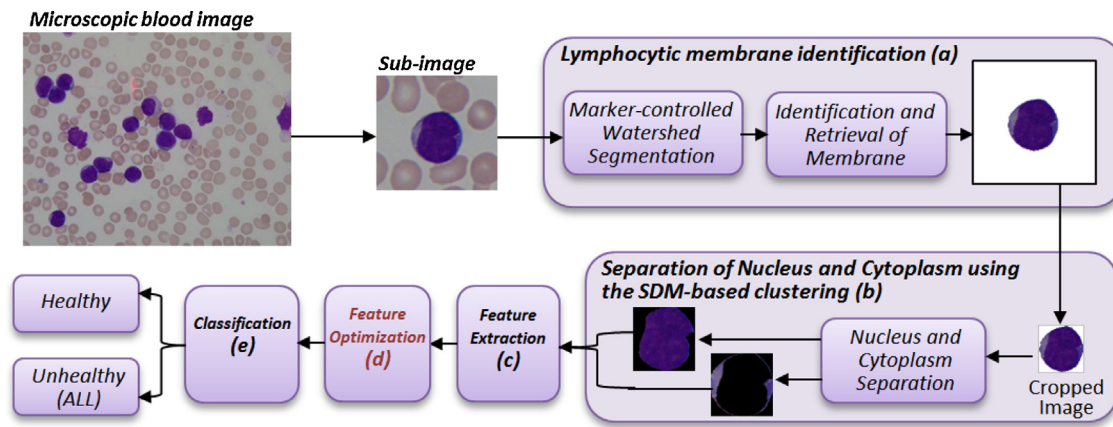 Microscopic blood image
Sub-image
Lymphocytic membrane identification (a)
Marker-controlled
Watershed
Segmentation
Identification and
Retrieval of
Membrane
Separation of Nucleus and Cytoplasm using
the SDM-based clustering (b)
Nucleus and
Cytoplasm
Separation
Cropped
Image
Feature
Extraction
(c)
Feature
Optimization
(d)
Classification
(e)
Healthy
Unhealthy
(ALL)